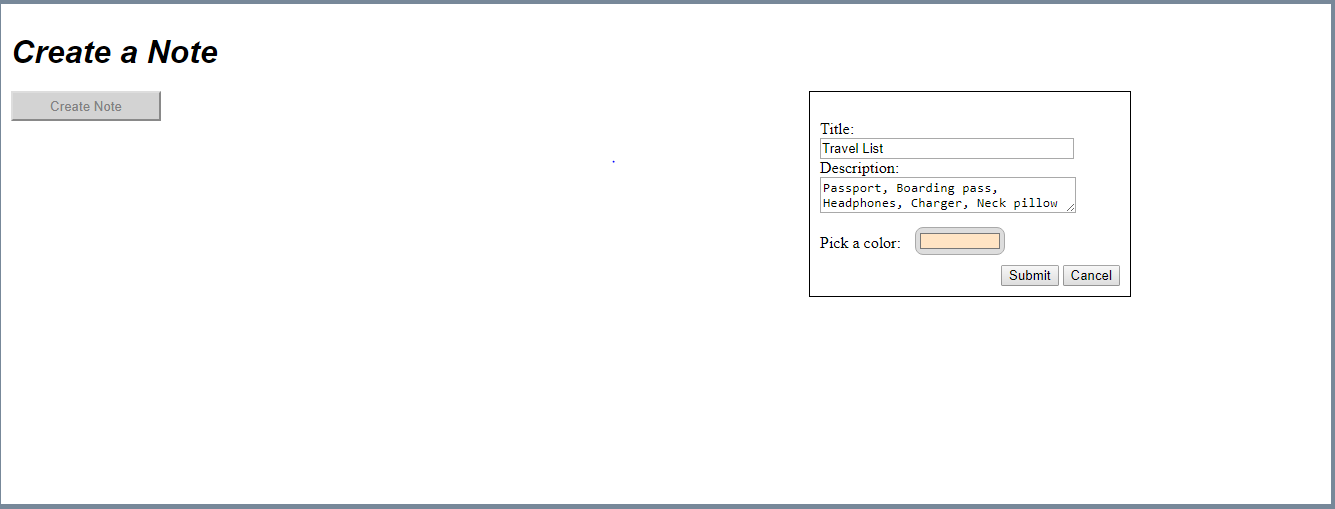 Create a Note
Create Note
Title:
Travel List
Description:
Passport, Boarding pass,
Headphones, Charger, Neck pillow
Pick a color:
Submit Cancel